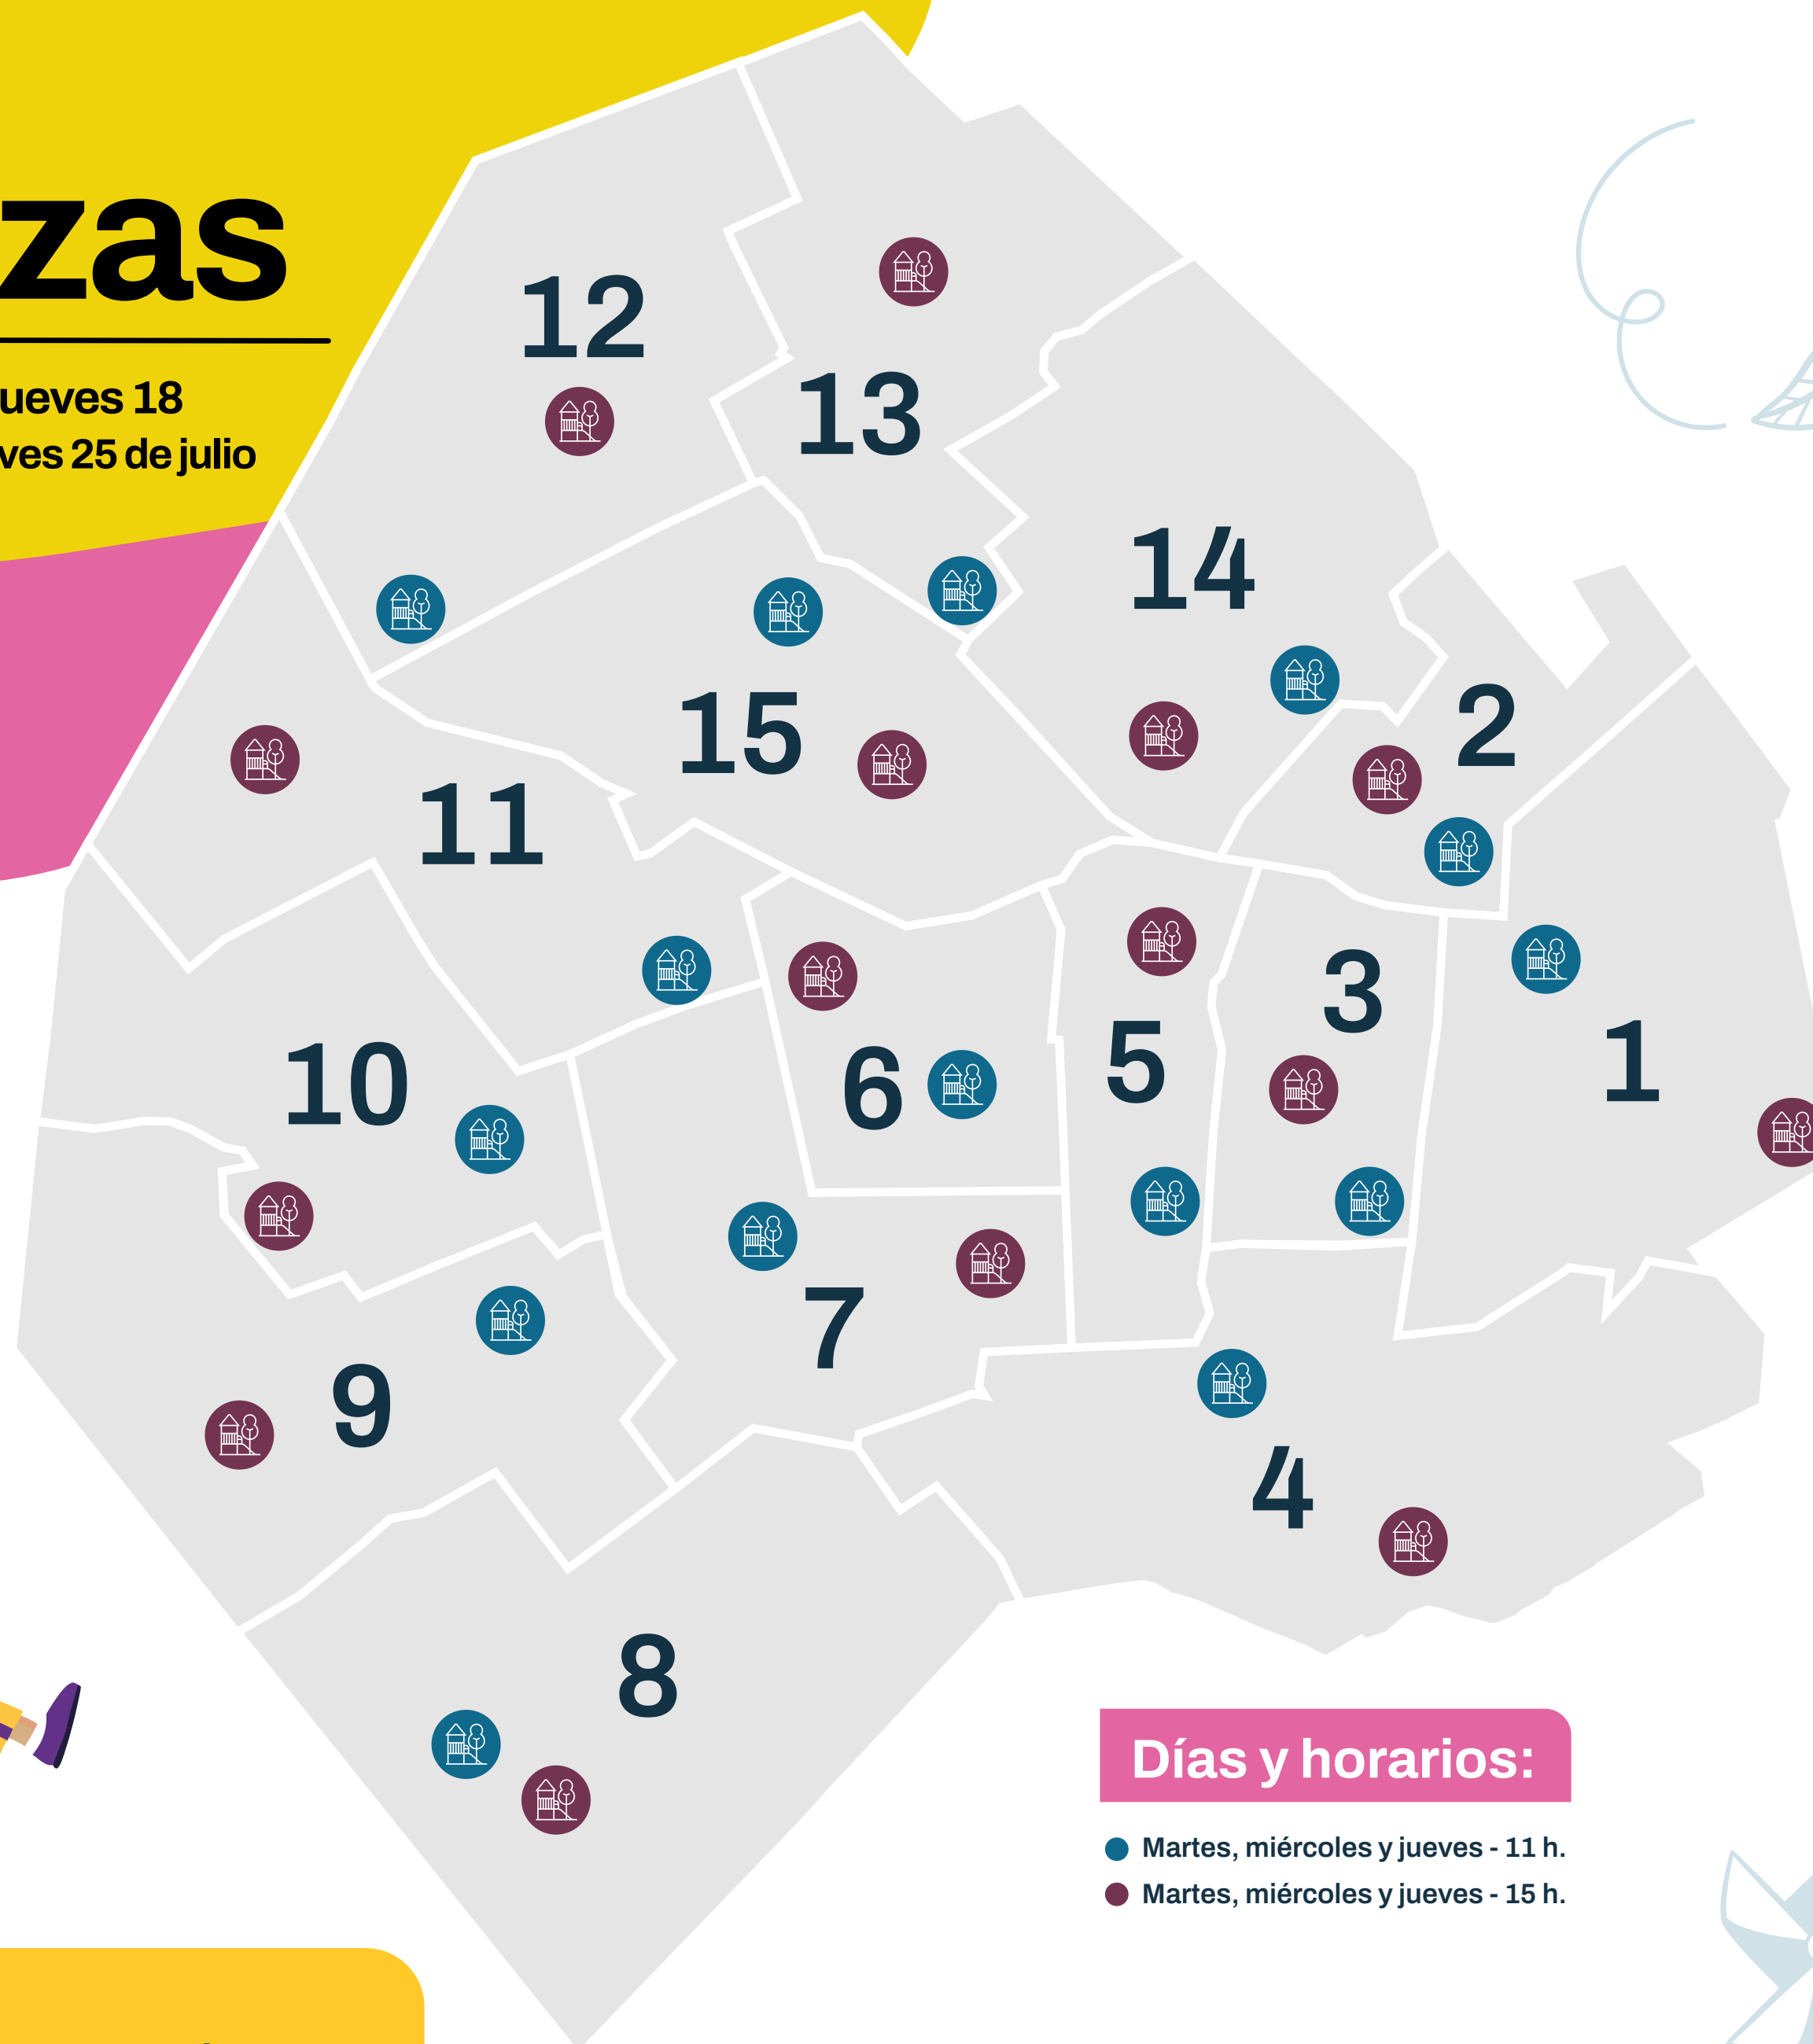 zas
ueves 18
ves 25 de julio
12
13
14
2
15
11
3
1
5
6
10
7
9
4
8
Días y horarios:
Martes, miércoles y jueves - 11 h.
Martes, miércoles y jueves - 15 h.